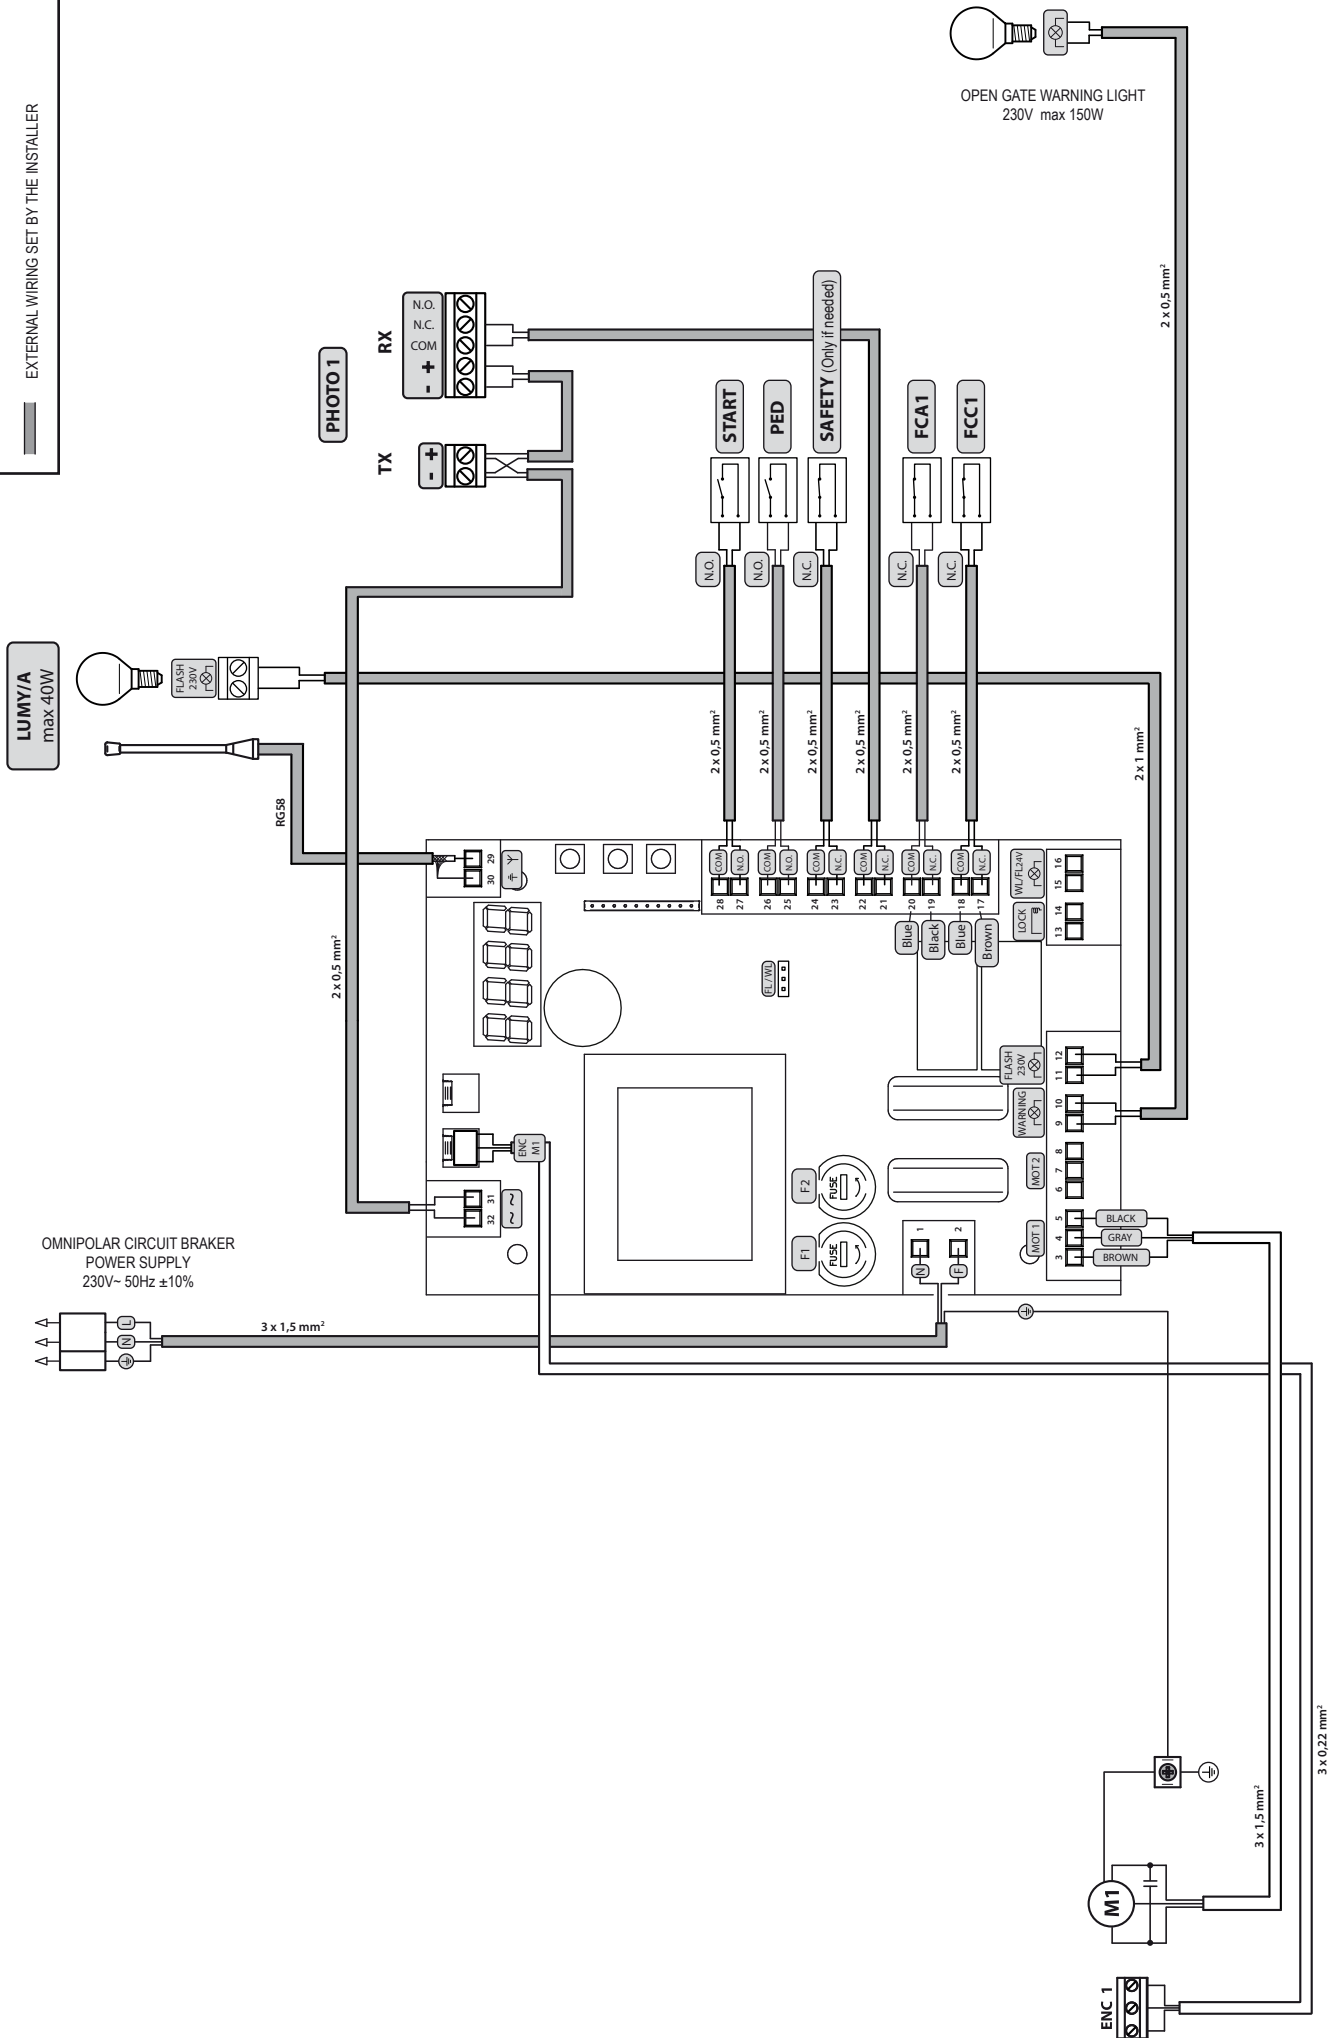 EXTERNAL WIRING SET BY THE INSTALLER
OPEN GATE WARNING LIGHT
230V max 150W
2 x 0,5 mm²
PHOTO 1
RX
N.O.
N.C.
COM
- +
TX
- +
START
PED
SAFETY (Only if needed)
FCA1
FCC1
N.O.
N.O.
N.C.
N.C.
N.C.
LUMY/A
max 40W
FLASH
230V
RG58
2 x 0,5 mm²
2 x 0,5 mm²
2 x 0,5 mm²
2 x 0,5 mm²
2 x 0,5 mm²
2 x 0,5 mm²
2 x 1 mm²
2 x 0,5 mm²
29
30
COM
N.O.
COM
N.O.
COM
N.C.
COM
N.C.
COM
N.C.
COM
N.C.
28
27
26
25
24
23
22
21
20
19
18
17
Blue
Black
Blue
Brown
WL/FL24V
16
15
LOCK
14
13
FL/WL
FLASH
230V
12
11
WARNING
10
9
MOT 2
8
7
6
MOT 1
5
4
3
BLACK
GRAY
BROWN
ENC
M1
31
32
~ ~
F2
FUSE
F1
FUSE
1
2
N
F
OMNIPOLAR CIRCUIT BRAKER
POWER SUPPLY
230V~ 50Hz ±10%
L
N
3 x 1,5 mm²
3 x 0,22 mm²
3 x 1,5 mm²
M1
ENC 1